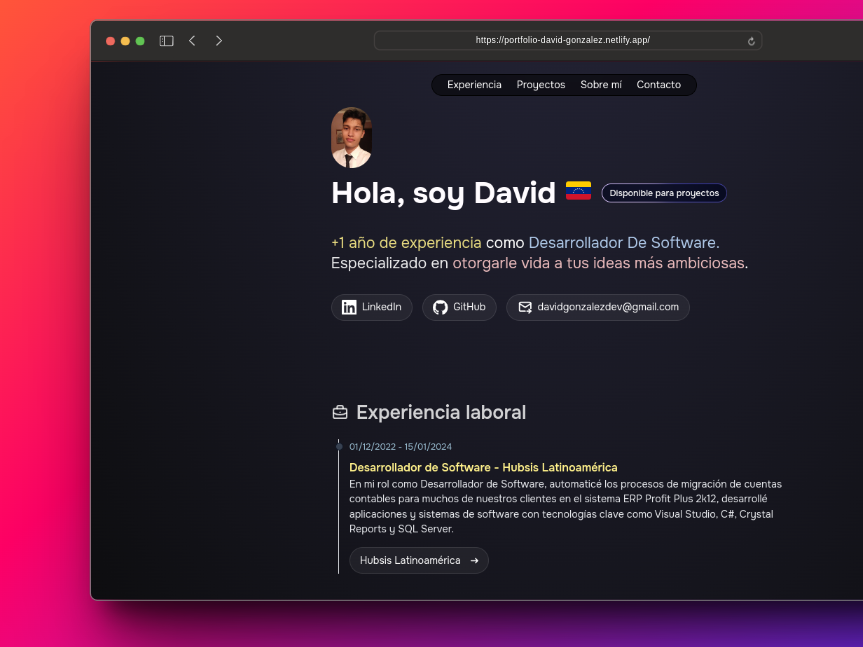 https://portfolio-david-gonzalez.netlify.app/
Experiencia Proyectos Sobre mí Contacto
Hola, soy David Disponible para proyectos
+1 año de experiencia como Desarrollador De Software.
Especializado en otorgarle vida a tus ideas más ambiciosas.
LinkedIn GitHub davidgonzalezdev@gmail.com
Experiencia laboral
01/12/2022 - 15/01/2024
Desarrollador de Software - Hubsis Latinoamérica
En mi rol como Desarrollador de Software, automaticé los procesos de migración de cuentas
contables para muchos de nuestros clientes en el sistema ERP Profit Plus 2k12, desarrollé
aplicaciones y sistemas de software con tecnologías clave como Visual Studio, C#, Crystal
Reports y SQL Server.
Hubsis Latinoamérica →